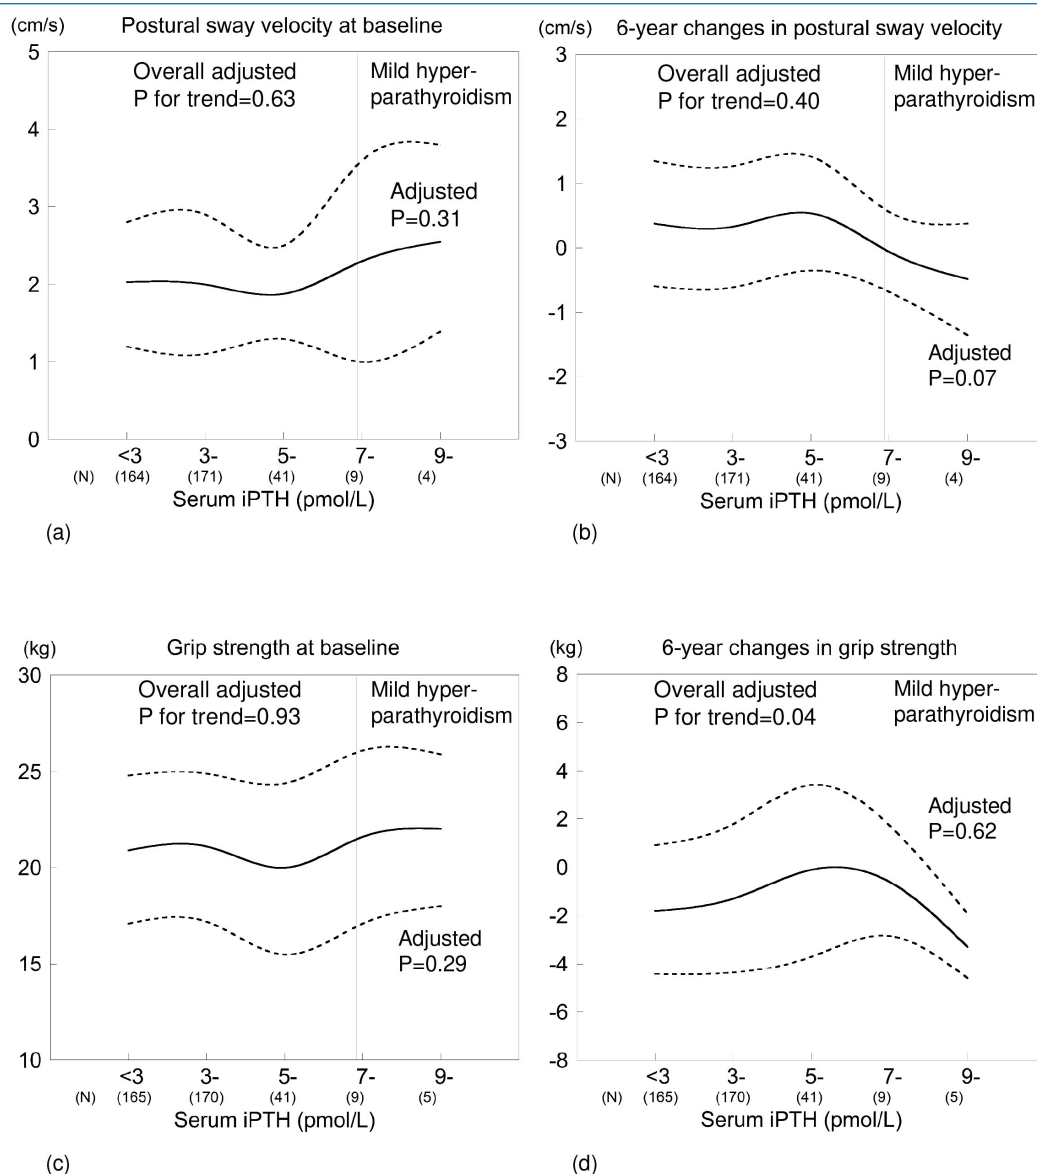 (cm/s) Postural sway velocity at baseline
5
4
3
2
1
0
Overall adjusted
P for trend=0.63
Mild hyper-
parathyroidism
Adjusted
P=0.31
<3 3- 5- 7- 9-
(N) (164) (171) (41) (9) (4)
Serum iPTH (pmol/L)
(a)
(cm/s) 6-year changes in postural sway velocity
3
2
1
0
-1
-2
-3
Overall adjusted
P for trend=0.40
Mild hyper-
parathyroidism
Adjusted
P=0.07
<3 3- 5- 7- 9-
(N) (164) (171) (41) (9) (4)
Serum iPTH (pmol/L)
(b)
(kg) Grip strength at baseline
30
25
20
15
10
Overall adjusted
P for trend=0.93
Mild hyper-
parathyroidism
Adjusted
P=0.29
<3 3- 5- 7- 9-
(N) (165) (170) (41) (9) (5)
Serum iPTH (pmol/L)
(c)
(kg) 6-year changes in grip strength
8
6
4
2
0
-2
-4
-6
-8
Overall adjusted
P for trend=0.04
Mild hyper-
parathyroidism
Adjusted
P=0.62
<3 3- 5- 7- 9-
(N) (165) (170) (41) (9) (5)
Serum iPTH (pmol/L)
(d)